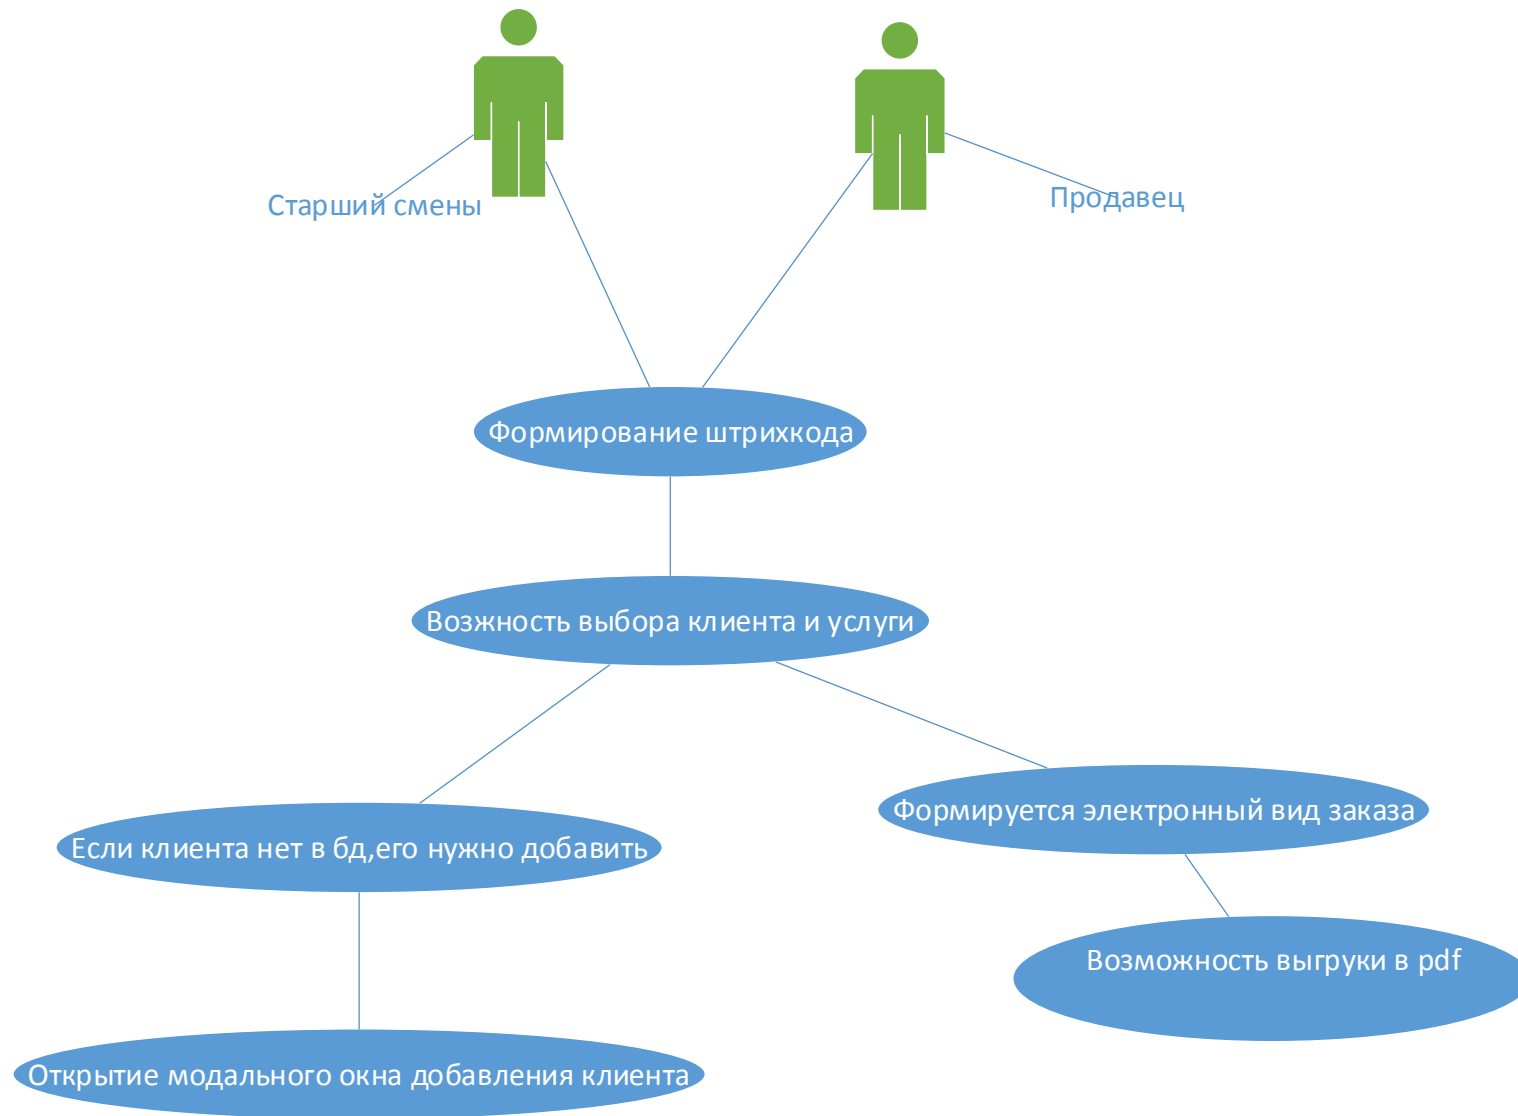 Старший смены
Продавец
Формирование штрихкода
Возжность выбора клиента и услуги
Формируется электронный вид заказа
Если клиента нет в бд,его нужно добавить
Возможность выгруки в pdf
Открытие модального окна добавления клиента